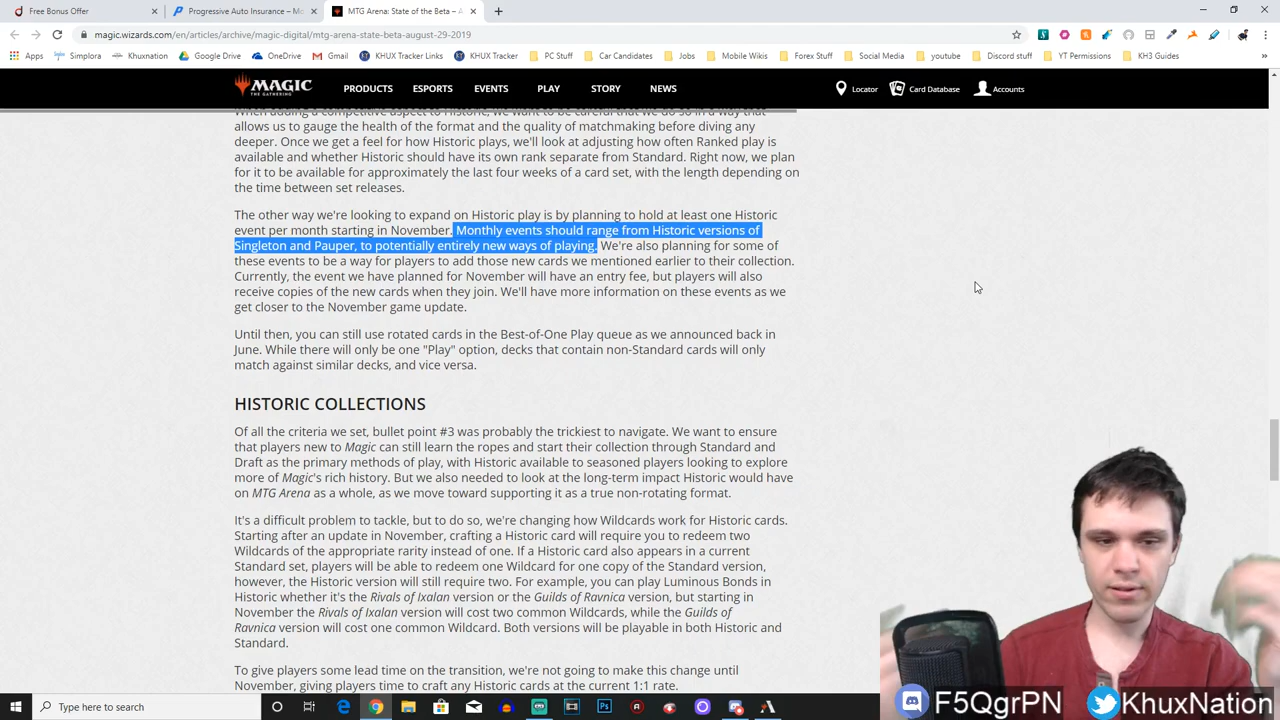 Free Bonus Offer
Progressive Auto Insurance – Mo
MTG Arena: State of the Beta – A
magic.wizards.com/en/articles/archive/magic-digital/mtg-arena-state-beta-august-29-2019
Apps Simplora Khuxnation Google Drive OneDrive Gmail KHUX Tracker Links KHUX Tracker PC Stuff Car Candidates Jobs Mobile Wikis Forex Stuff Social Media youtube Discord stuff YT Permissions KH3 Guides
MAGIC PRODUCTS ESPORTS EVENTS PLAY STORY NEWS Locator Card Database Accounts
allows us to gauge the health of the format and the quality of matchmaking before diving any
deeper. Once we get a feel for how Historic plays, we'll look at adjusting how often Ranked play is
available and whether Historic should have its own rank separate from Standard. Right now, we plan
for it to be available for approximately the last four weeks of a card set, with the length depending on
the time between set releases.
The other way we're looking to expand on Historic play is by planning to hold at least one Historic
event per month starting in November. Monthly events should range from Historic versions of
Singleton and Pauper, to potentially entirely new ways of playing. We're also planning for some of
these events to be a way for players to add those new cards we mentioned earlier to their collection.
Currently, the event we have planned for November will have an entry fee, but players will also
receive copies of the new cards when they join. We'll have more information on these events as we
get closer to the November game update.
Until then, you can still use rotated cards in the Best-of-One Play queue as we announced back in
June. While there will only be one "Play" option, decks that contain non-Standard cards will only
match against similar decks, and vice versa.
HISTORIC COLLECTIONS
Of all the criteria we set, bullet point #3 was probably the trickiest to navigate. We want to ensure
that players new to Magic can still learn the ropes and start their collection through Standard and
Draft as the primary methods of play, with Historic available to seasoned players looking to explore
more of Magic's rich history. But we also needed to look at the long-term impact Historic would have
on MTG Arena as a whole, as we move toward supporting it as a true non-rotating format.
It's a difficult problem to tackle, but to do so, we're changing how Wildcards work for Historic cards.
Starting after an update in November, crafting a Historic card will require you to redeem two
Wildcards of the appropriate rarity instead of one. If a Historic card also appears in a current
Standard set, players will be able to redeem one Wildcard for one copy of the Standard version,
however, the Historic version will still require two. For example, you can play Luminous Bonds in
Historic whether it's the Rivals of Ixalan version or the Guilds of Ravnica version, but starting in
November the Rivals of Ixalan version will cost two common Wildcards, while the Guilds of
Ravnica version will cost one common Wildcard. Both versions will be playable in both Historic and
Standard.
To give players some lead time on the transition, we're not going to make this change until
November, giving players time to craft any Historic cards at the current 1:1 rate.
F5QgrPN KhuxNation
Type here to search